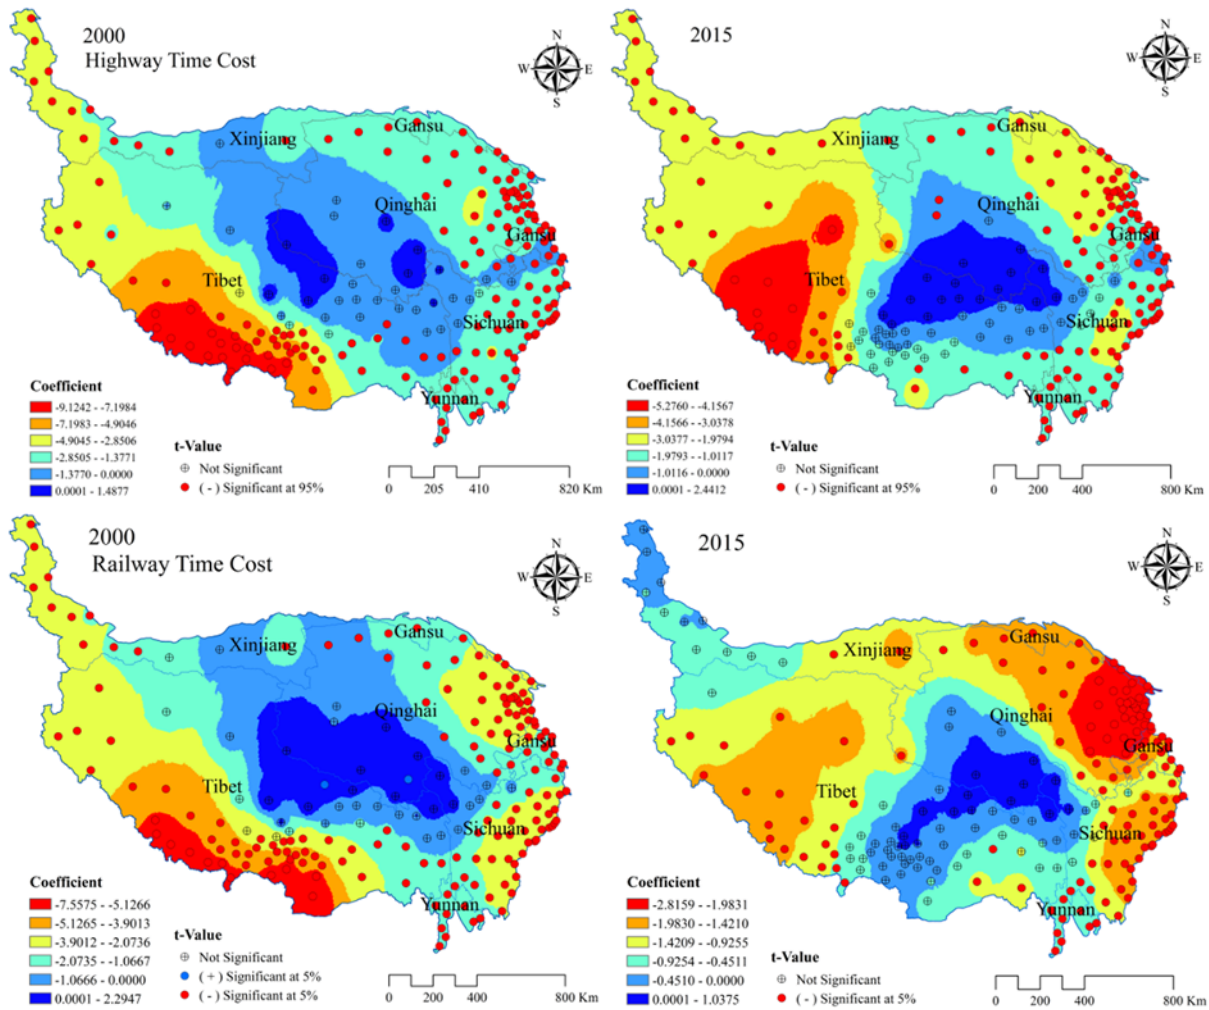 2000
Highway Time Cost
N
W E
S
Xinjiang
Gansu
Qinghai
Gansu
Tibet
Sichuan
Yunnan
Coefficient
-9.1242 - -7.1984
-7.1983 - -4.9046
-4.9045 - -2.8506
-2.8505 - -1.3771
-1.3770 - 0.0000
0.0001 - 1.4877
t-Value
Not Significant
( - ) Significant at 95%
0 205 410 820 Km
2015
N
W E
S
Xinjiang
Gansu
Qinghai
Gansu
Tibet
Sichuan
Yunnan
Coefficient
-5.2760 - -4.1567
-4.1566 - -3.0378
-3.0377 - -1.9794
-1.9793 - -1.0117
-1.0116 - 0.0000
0.0001 - 2.4412
t-Value
Not Significant
( - ) Significant at 95%
0 200 400 800 Km
2000
Railway Time Cost
N
W E
S
Xinjiang
Gansu
Qinghai
Gansu
Tibet
Sichuan
Yunnan
Coefficient
-7.5575 - -5.1266
-5.1265 - -3.9013
-3.9012 - -2.0736
-2.0735 - -1.0667
-1.0666 - 0.0000
0.0001 - 2.2947
t-Value
Not Significant
( + ) Significant at 5%
( - ) Significant at 5%
0 200 400 800 Km
2015
N
W E
S
Xinjiang
Gansu
Qinghai
Gansu
Tibet
Sichuan
Yunnan
Coefficient
-2.8159 - -1.9831
-1.9830 - -1.4210
-1.4209 - -0.9255
-0.9254 - -0.4511
-0.4510 - 0.0000
0.0001 - 1.0375
t-Value
Not Significant
( - ) Significant at 5%
0 200 400 800 Km